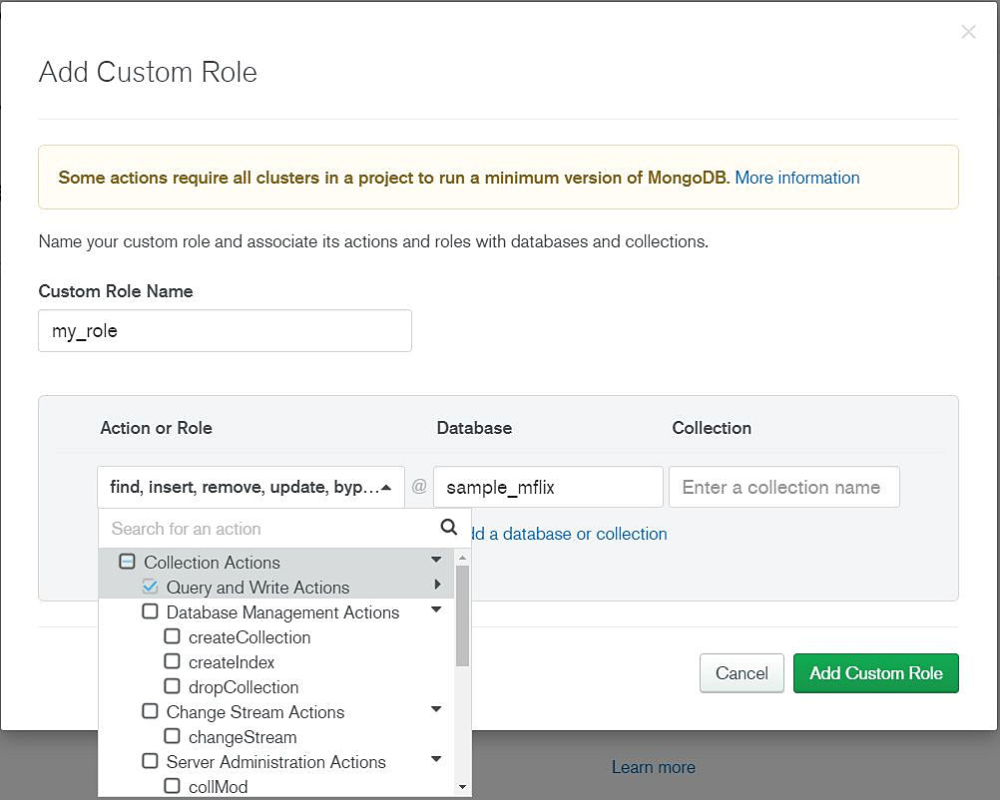 Add Custom Role
Some actions require all clusters in a project to run a minimum version of MongoDB. More information
Name your custom role and associate its actions and roles with databases and collections.
Custom Role Name
my_role
Action or Role Database Collection
find, insert, remove, update, byp... @ sample_mflix Enter a collection name
Search for an action
dd a database or collection
Collection Actions
Query and Write Actions
Database Management Actions
createCollection
createIndex
dropCollection
Change Stream Actions
changeStream
Server Administration Actions
collMod
Cancel Add Custom Role
Learn more